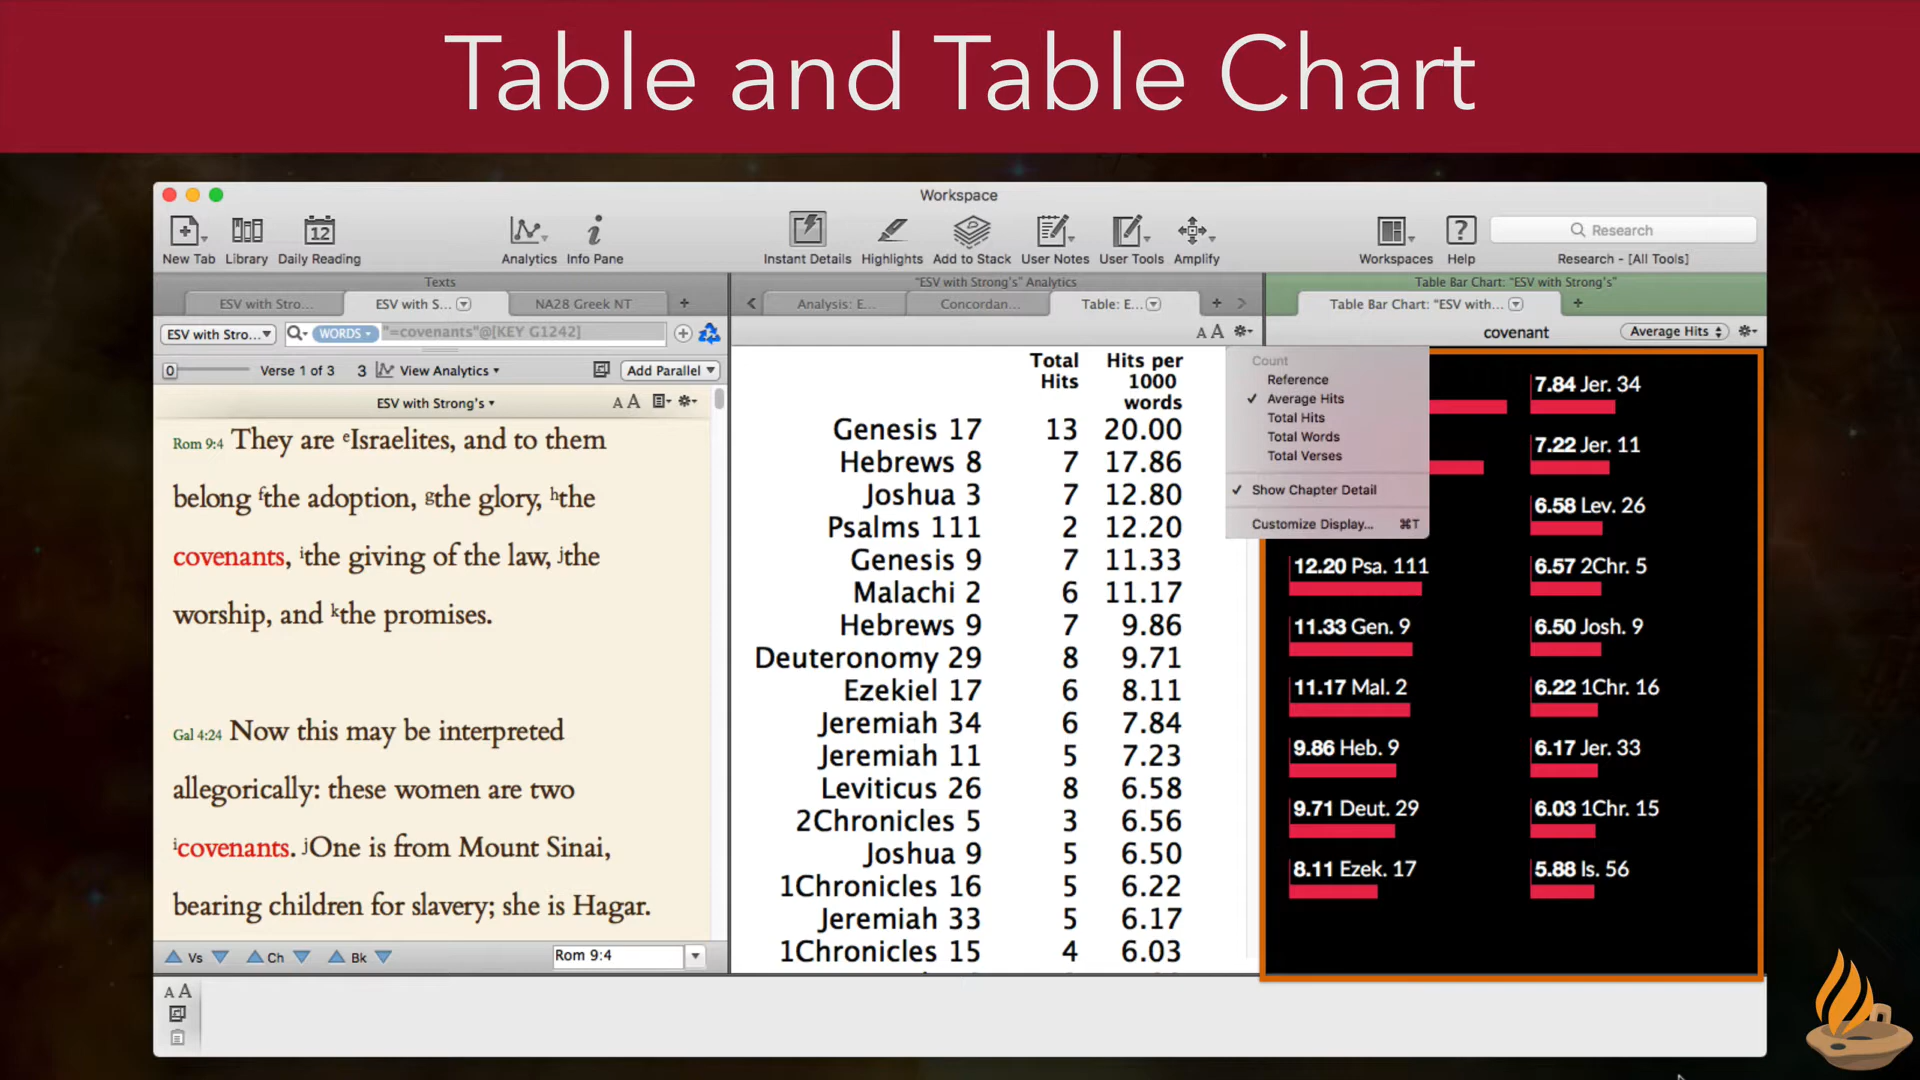 Table and Table Chart
Workspace
New Tab Library Daily Reading Analytics Info Pane Instant Details Highlights Add to Stack User Notes User Tools Amplify Workspaces Help Research
12
Research - [All Tools]
Texts
ESV with Stro... ESV with S... NA28 Greek NT
ESV with Stro... WORDS "=covenants"@[KEY G1242]
0 Verse 1 of 3 3 View Analytics Add Parallel
ESV with Strong's A A
Rom 9:4 They are eIsraelites, and to them
belong fthe adoption, gthe glory, hthe
covenants, ithe giving of the law, jthe
worship, and kthe promises.
Gal 4:24 Now this may be interpreted
allegorically: these women are two
icovenants. jOne is from Mount Sinai,
bearing children for slavery; she is Hagar.
Vs Ch Bk Rom 9:4
A A
"ESV with Strong's" Analytics
Analysis: E... Concordan... Table: E...
A A
Total Hits Hits per 1000 words
Genesis 17 13 20.00
Hebrews 8 7 17.86
Joshua 3 7 12.80
Psalms 111 2 12.20
Genesis 9 7 11.33
Malachi 2 6 11.17
Hebrews 9 7 9.86
Deuteronomy 29 8 9.71
Ezekiel 17 6 8.11
Jeremiah 34 6 7.84
Jeremiah 11 5 7.23
Leviticus 26 8 6.58
2Chronicles 5 3 6.56
Joshua 9 5 6.50
1Chronicles 16 5 6.22
Jeremiah 33 5 6.17
1Chronicles 15 4 6.03
Count
Reference
Average Hits
Total Hits
Total Words
Total Verses
Show Chapter Detail
Customize Display... ⌘T
Table Bar Chart: "ESV with Strong's"
Table Bar Chart: "ESV with...
covenant Average Hits
12.20 Psa. 111
11.33 Gen. 9
11.17 Mal. 2
9.86 Heb. 9
9.71 Deut. 29
8.11 Ezek. 17
7.84 Jer. 34
7.22 Jer. 11
6.58 Lev. 26
6.57 2Chr. 5
6.50 Josh. 9
6.22 1Chr. 16
6.17 Jer. 33
6.03 1Chr. 15
5.88 Is. 56